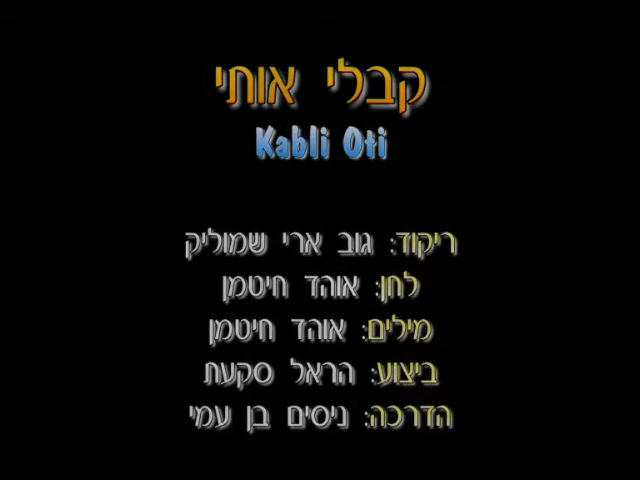 קבלי אותי
Kabli Oti
ריקוד: גוב ארי שמוליק
לחן: אוהד חיטמן
מילים: אוהד חיטמן
ביצוע: הראל סקעת
הדרכה: ניסים בן עמי